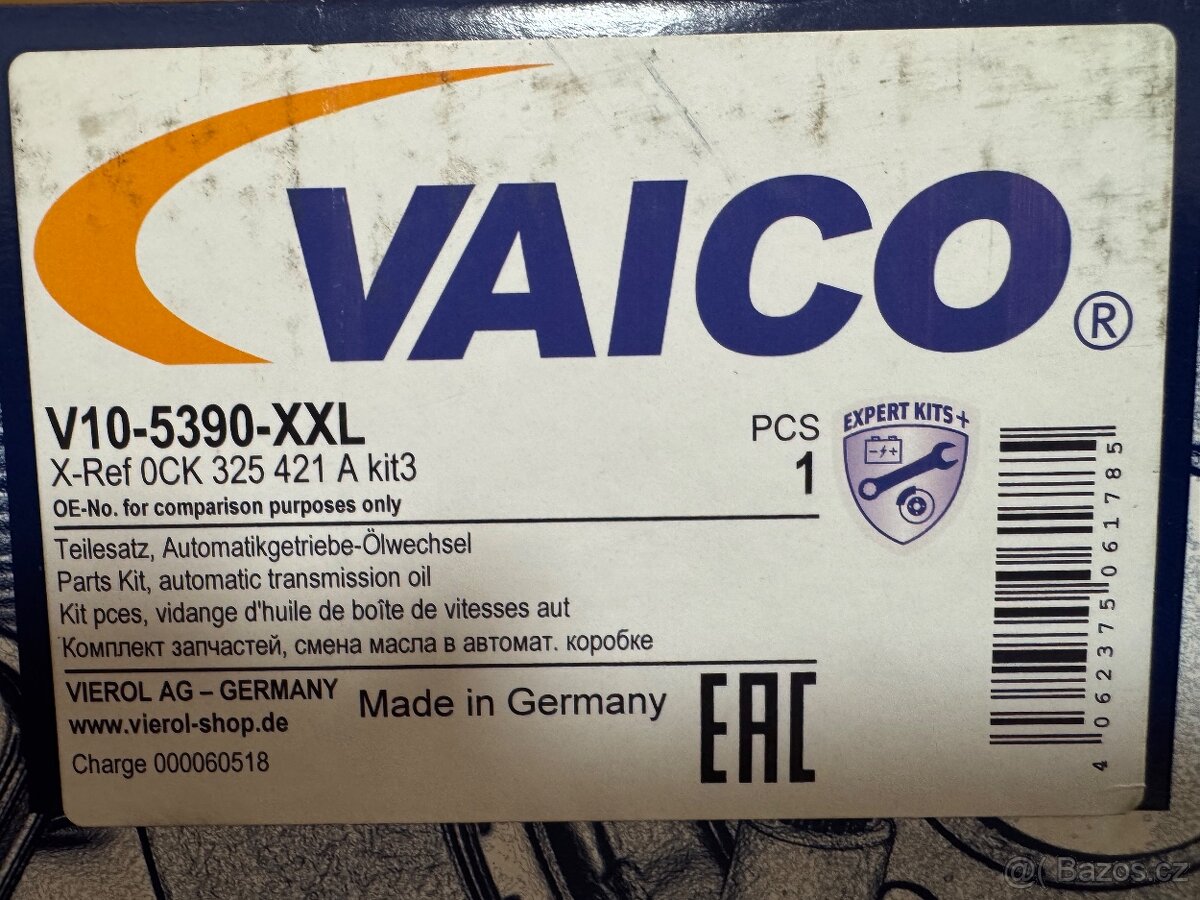 VAICO®
V10-5390-XXL
X-Ref 0CK 325 421 A kit3
OE-No. for comparison purposes only
PCS
1
EXPERT KITS+
Teilesatz, Automatikgetriebe-Ölwechsel
Parts Kit, automatic transmission oil
Kit pces, vidange d'huile de boîte de vitesses aut
Комплект запчастей, смена масла в автомат. коробке
VIEROL AG – GERMANY
www.vierol-shop.de
Made in Germany
Charge 000060518
EAC
4 062375 061785
@( Bazos.cz